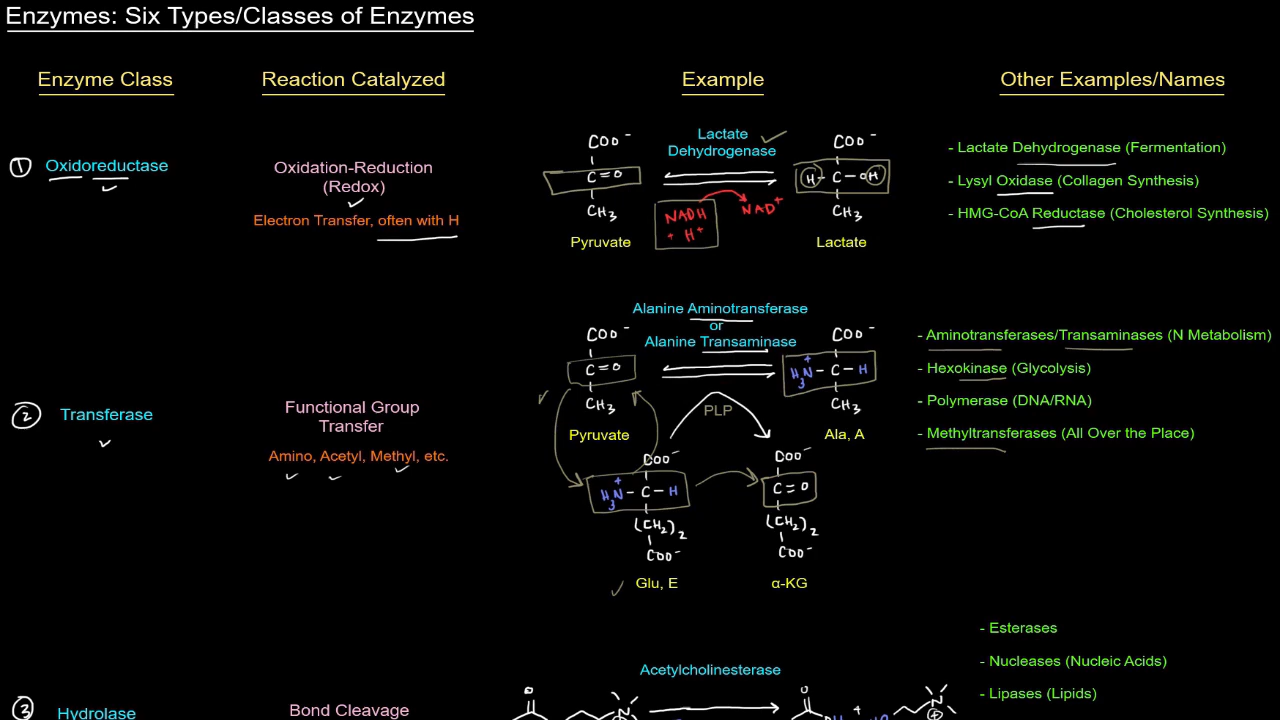 Enzymes: Six Types/Classes of Enzymes
Enzyme Class
Reaction Catalyzed
Example
Other Examples/Names
1 Oxidoreductase
Oxidation-Reduction
(Redox)
Electron Transfer, often with H
Lactate
Dehydrogenase
COO⁻
C=O
CH₃
Pyruvate
NADH
+ H⁺
NAD⁺
COO⁻
H-C-OH
CH₃
Lactate
- Lactate Dehydrogenase (Fermentation)
- Lysyl Oxidase (Collagen Synthesis)
- HMG-CoA Reductase (Cholesterol Synthesis)
2 Transferase
Functional Group
Transfer
Amino, Acetyl, Methyl, etc.
Alanine Aminotransferase
or
Alanine Transaminase
COO⁻
C=O
CH₃
Pyruvate
PLP
COO⁻
H₃N⁺-C-H
CH₃
Ala, A
COO⁻
H₃N⁺-C-H
(CH₂)₂
COO⁻
Glu, E
COO⁻
C=O
(CH₂)₂
COO⁻
α-KG
- Aminotransferases/Transaminases (N Metabolism)
- Hexokinase (Glycolysis)
- Polymerase (DNA/RNA)
- Methyltransferases (All Over the Place)
3 Hydrolase
Bond Cleavage
Acetylcholinesterase
O
N
+
O
+
N
+
- Esterases
- Nucleases (Nucleic Acids)
- Lipases (Lipids)